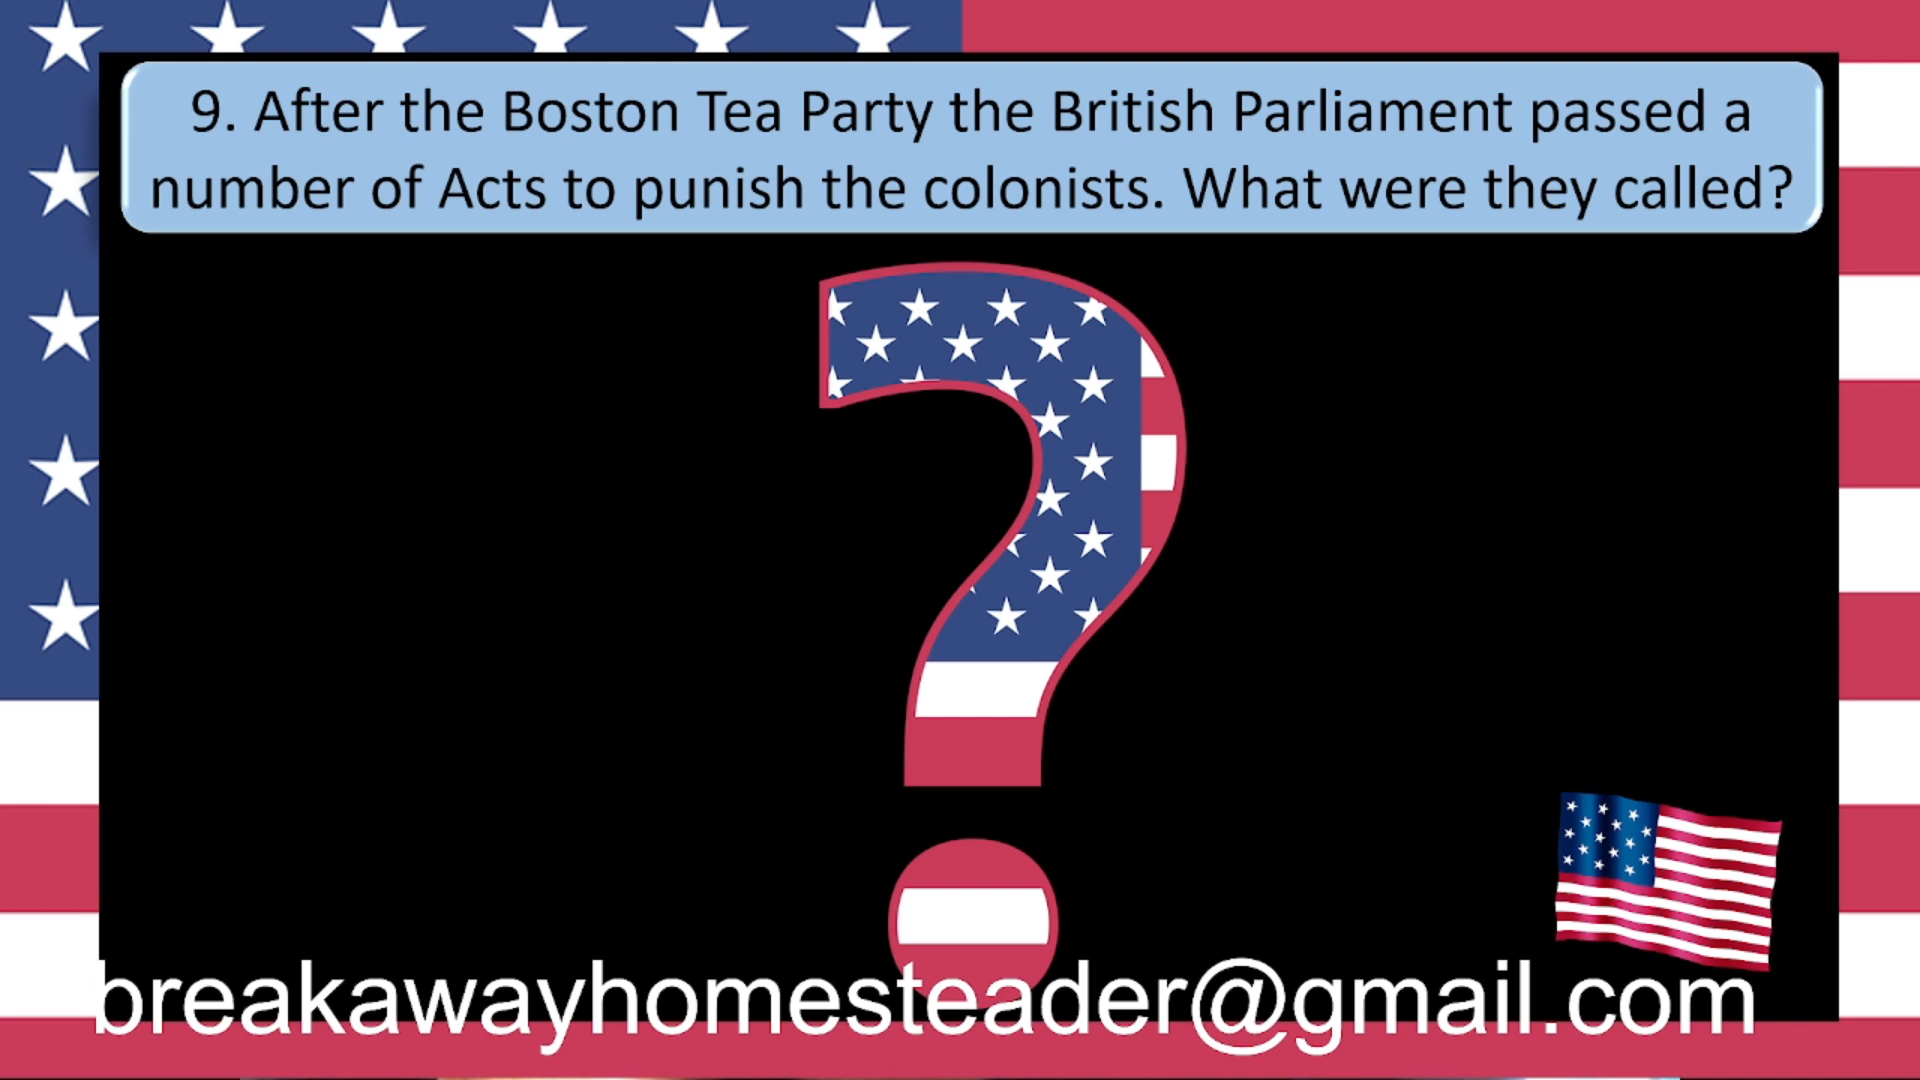 9. After the Boston Tea Party the British Parliament passed a
number of Acts to punish the colonists. What were they called?
?
breakawayhomesteader@gmail.com